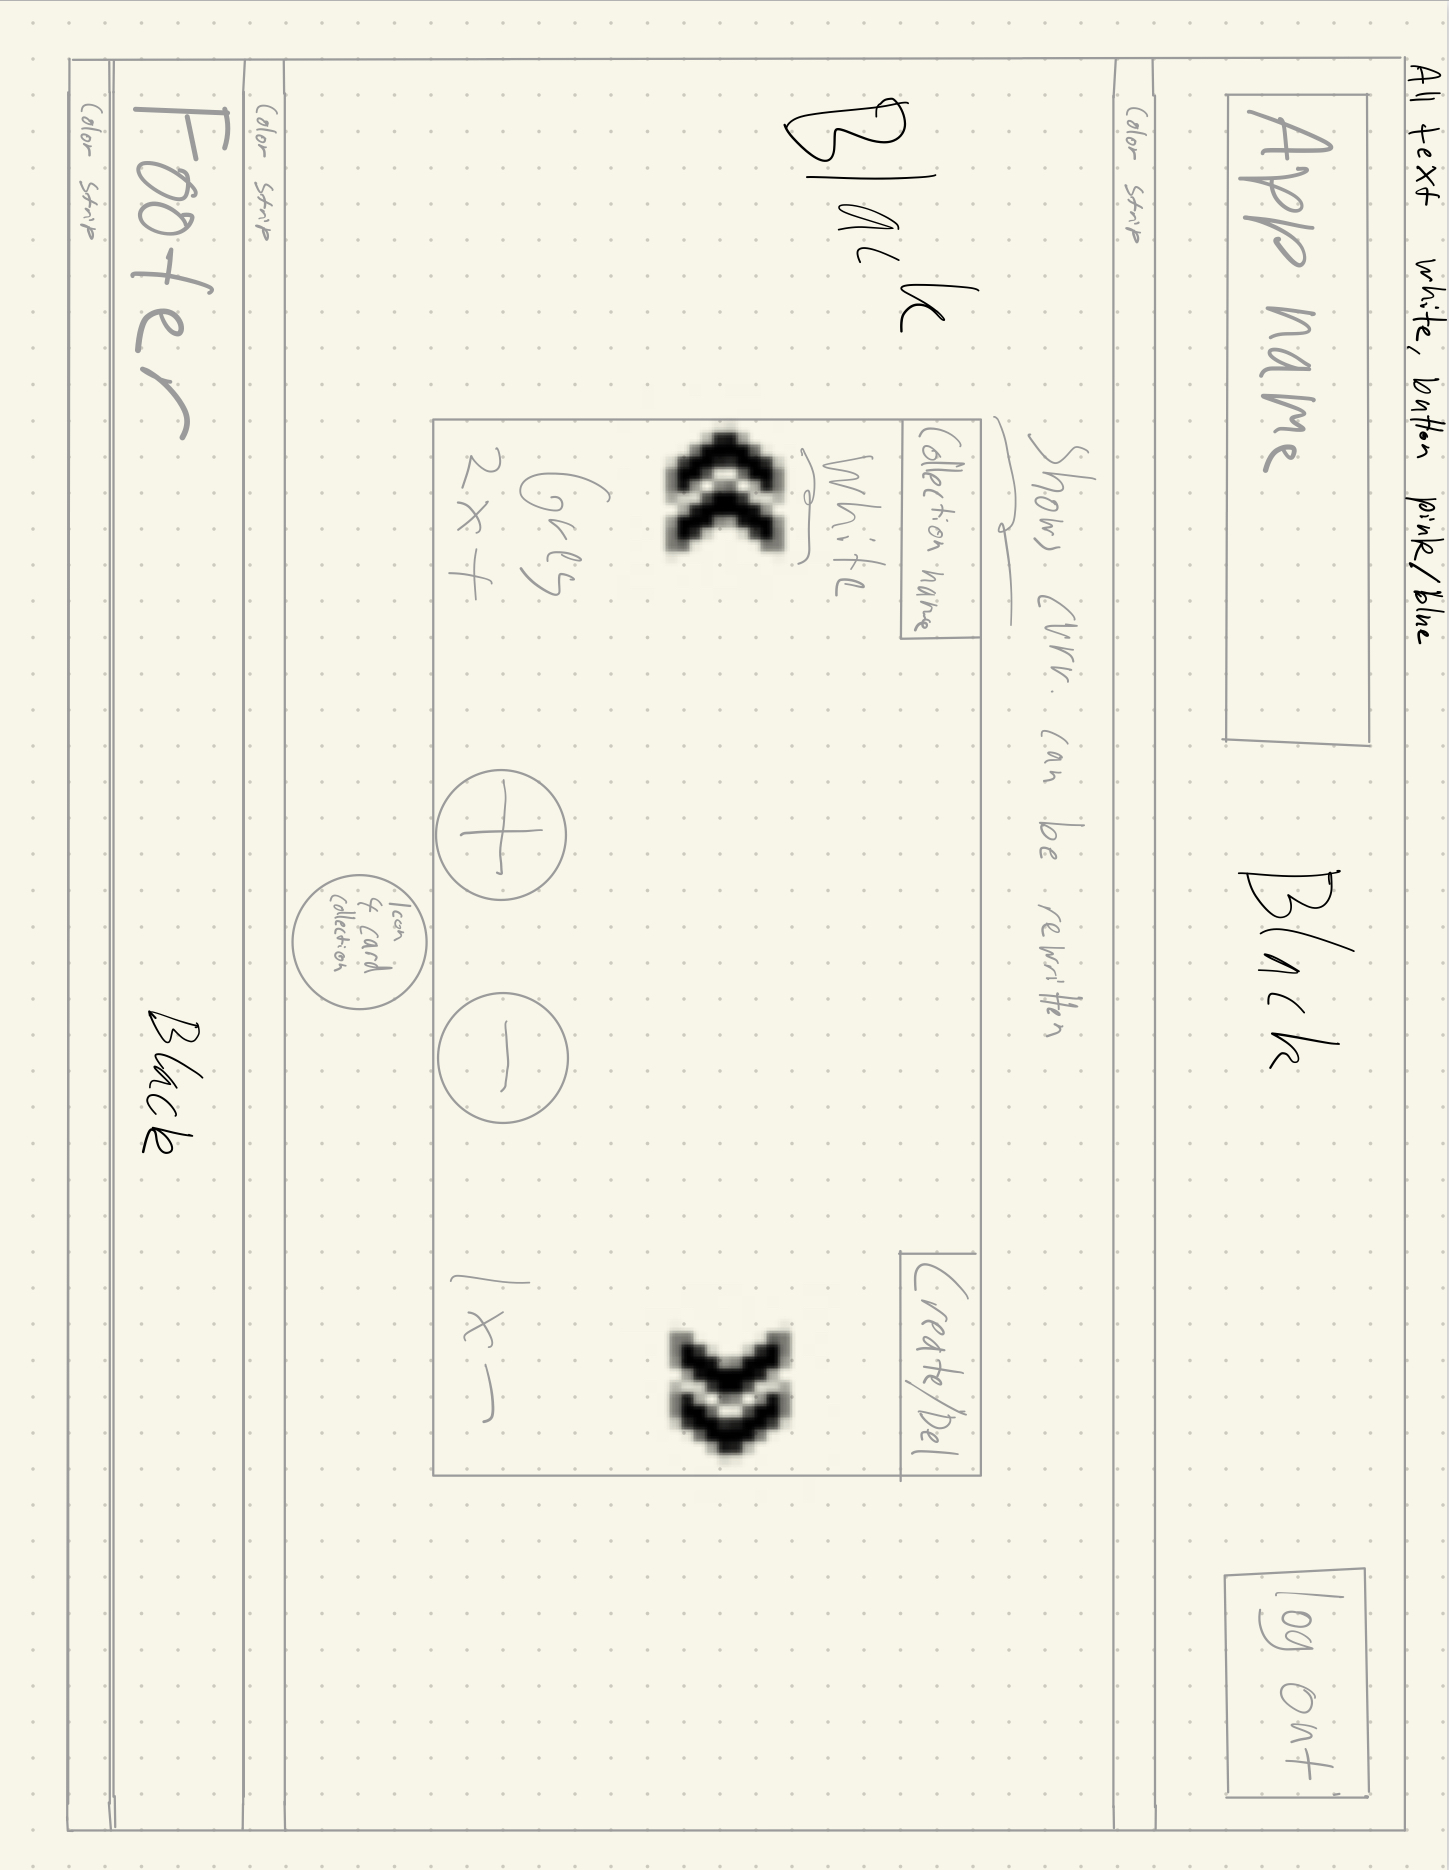 All text white, button pink/blue
App name
Black
log out
Color strip
Shows curr. can be rewritten
Collection name
Create/Del
White
Black
Grey
2x+
+
−
1x−
Icon
4 card
collection
Color strip
Footer
Black
Color strip